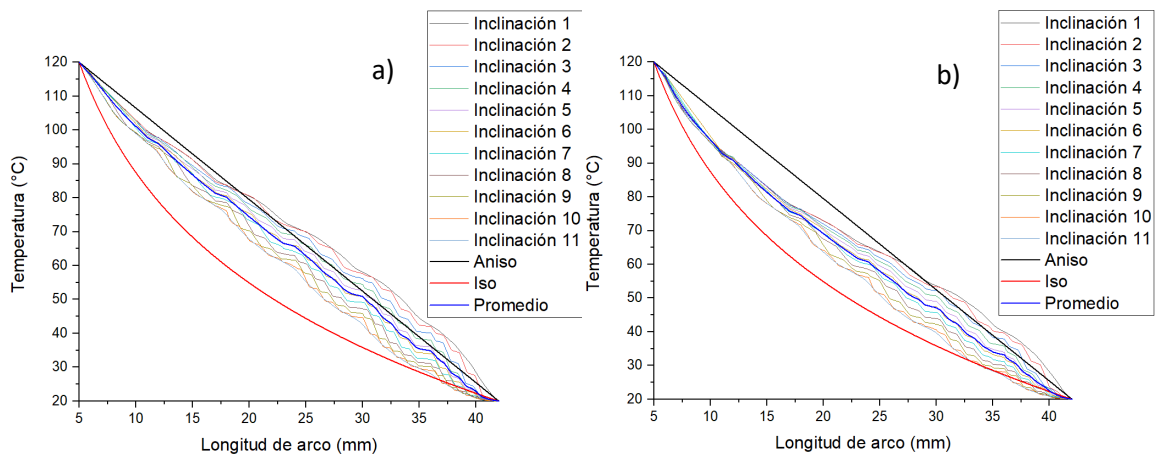 a)
Inclinación 1
Inclinación 2
Inclinación 3
Inclinación 4
Inclinación 5
Inclinación 6
Inclinación 7
Inclinación 8
Inclinación 9
Inclinación 10
Inclinación 11
Aniso
Iso
Promedio
Temperatura (°C)
120
110
100
90
80
70
60
50
40
30
20
5
10
15
20
25
30
35
40
Longitud de arco (mm)
b)
Inclinación 1
Inclinación 2
Inclinación 3
Inclinación 4
Inclinación 5
Inclinación 6
Inclinación 7
Inclinación 8
Inclinación 9
Inclinación 10
Inclinación 11
Aniso
Iso
Promedio
Temperatura (°C)
120
110
100
90
80
70
60
50
40
30
20
5
10
15
20
25
30
35
40
Longitud de arco (mm)